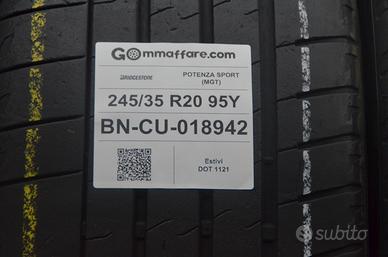 GOmmaffare.com
BRIDGESTONE
POTENZA SPORT
(MGT)
245/35 R20 95Y
BN-CU-018942
Estivi
DOT 1121
subito